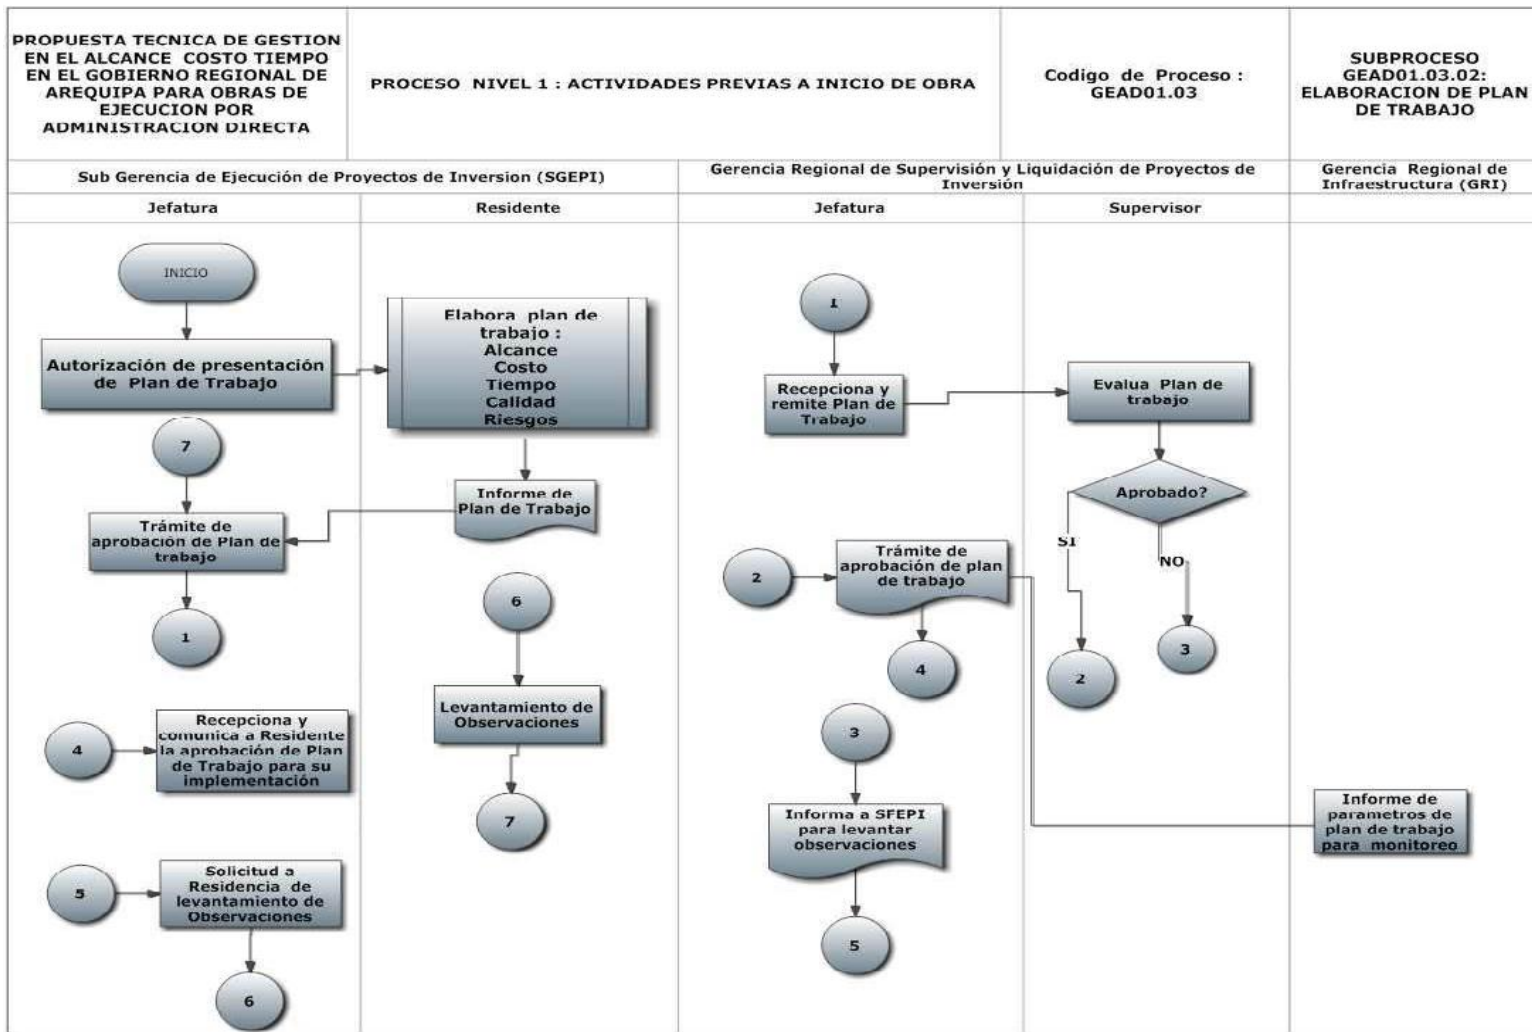 PROPUESTA TECNICA DE GESTION
EN EL ALCANCE COSTO TIEMPO
EN EL GOBIERNO REGIONAL DE
AREQUIPA PARA OBRAS DE
EJECUCION POR
ADMINISTRACION DIRECTA
PROCESO NIVEL 1 : ACTIVIDADES PREVIAS A INICIO DE OBRA
Codigo de Proceso :
GEAD01.03
SUBPROCESO
GEAD01.03.02:
ELABORACION DE PLAN
DE TRABAJO
Sub Gerencia de Ejecución de Proyectos de Inversion (SGEPI)
Gerencia Regional de Supervisión y Liquidación de Proyectos de
Inversión
Gerencia Regional de
Infraestructura (GRI)
Jefatura
Residente
Jefatura
Supervisor
INICIO
Autorización de presentación
de Plan de Trabajo
7
Trámite de
aprobación de Plan de
trabajo
1
4
Recepciona y
comunica a Residente
la aprobación de Plan
de Trabajo para su
implementación
5
Solicitud a
Residencia de
levantamiento de
Observaciones
6
Elabora plan de
trabajo :
Alcance
Costo
Tiempo
Calidad
Riesgos
Informe de
Plan de Trabajo
6
Levantamiento de
Observaciones
7
1
Recepciona y
remite Plan de
Trabajo
2
Trámite de
aprobación de plan
de trabajo
4
3
Informa a SFEPI
para levantar
observaciones
5
Evalua Plan de
trabajo
Aprobado?
SI
NO
2
3
Informe de
parametros de
plan de trabajo
para monitoreo